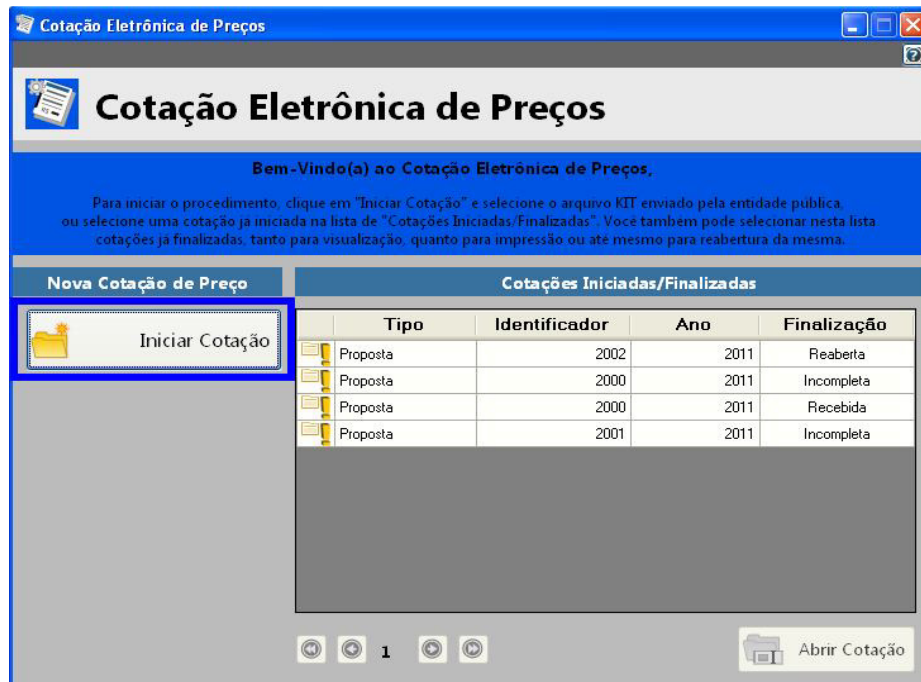 Cotação Eletrônica de Preços
Cotação Eletrônica de Preços
Bem-Vindo(a) ao Cotação Eletrônica de Preços,
Para iniciar o procedimento, clique em "Iniciar Cotação" e selecione o arquivo KIT enviado pela entidade pública,
ou selecione uma cotação já iniciada na lista de "Cotações Iniciadas/Finalizadas". Você também pode selecionar nesta lista
cotações já finalizadas, tanto para visualização, quanto para impressão ou até mesmo para reabertura da mesma.
Nova Cotação de Preço
Cotações Iniciadas/Finalizadas
Iniciar Cotação
Tipo Identificador Ano Finalização
Proposta 2002 2011 Reaberta
Proposta 2000 2011 Incompleta
Proposta 2000 2011 Recebida
Proposta 2001 2011 Incompleta
1
Abrir Cotação